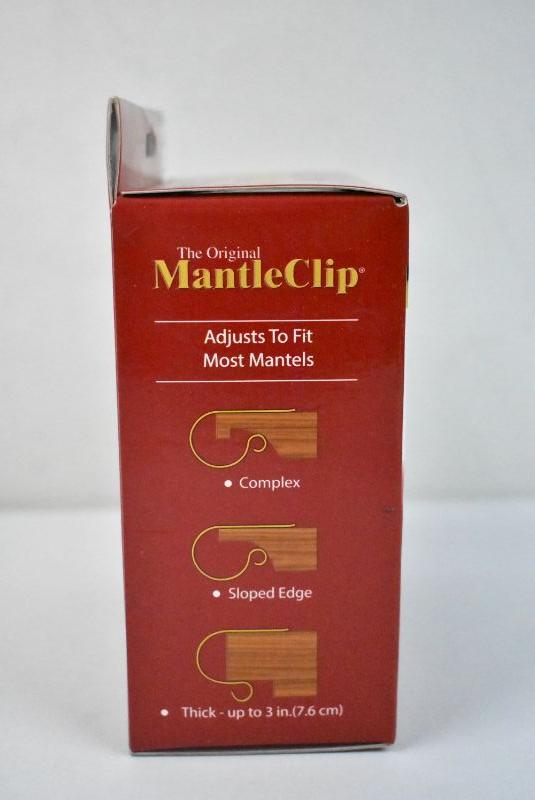 The Original
MantleClip®
Adjusts To Fit
Most Mantels
• Complex
• Sloped Edge
• Thick - up to 3 in.(7.6 cm)